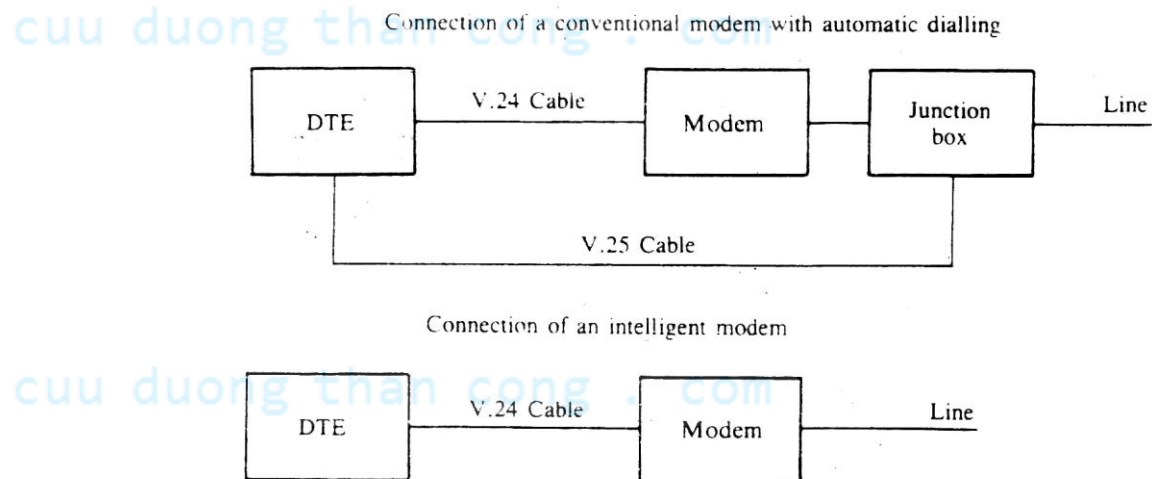 cuu duong than cong . com
Connection of a conventional modem with automatic dialling
DTE
V.24 Cable
Modem
Junction
box
Line
V.25 Cable
Connection of an intelligent modem
cuu duong than cong . com
DTE
V.24 Cable
Modem
Line